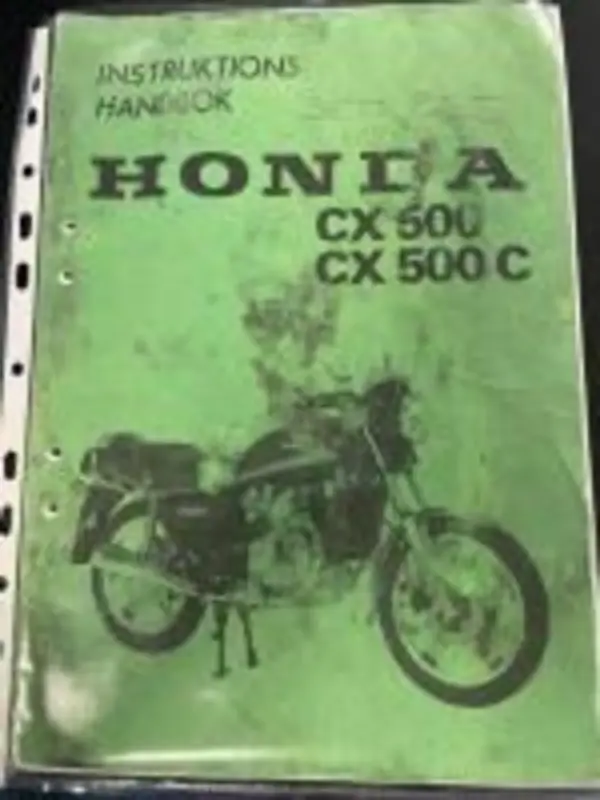 INSTRUKTIONS
HANDBOK
HONDA
CX 500
CX 500 C